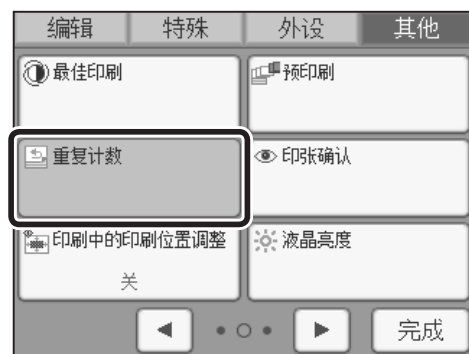 编辑 特殊 外设 其他
最佳印刷 预印刷
重复计数 印张确认
印刷中的印刷位置调整 液晶亮度
关
完成